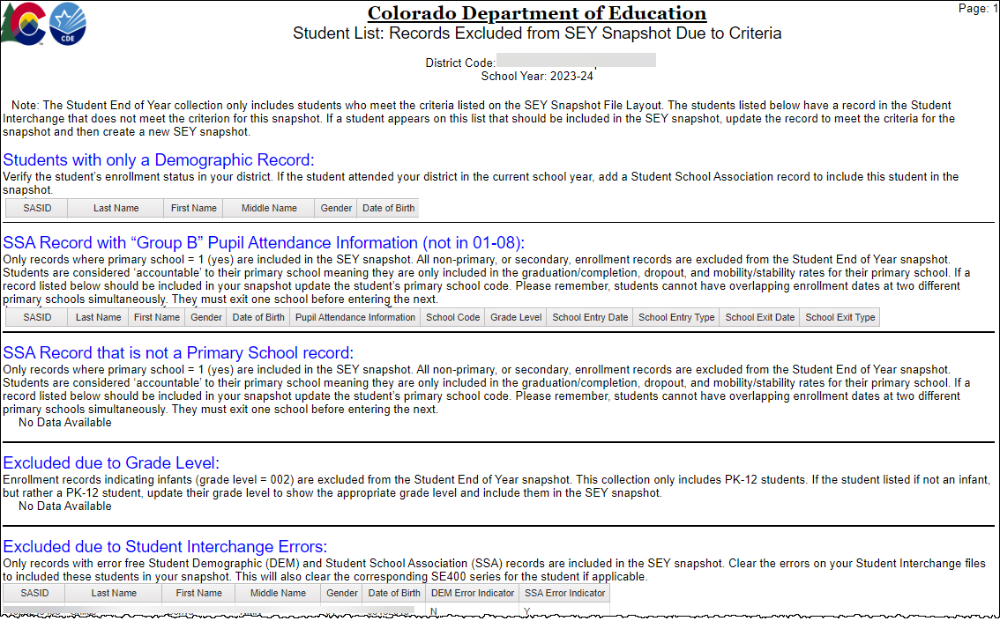 Colorado Department of Education
Page: 1
Student List: Records Excluded from SEY Snapshot Due to Criteria
CDE
District Code:
School Year: 2023-24
Note: The Student End of Year collection only includes students who meet the criteria listed on the SEY Snapshot File Layout. The students listed below have a record in the Student
Interchange that does not meet the criterion for this snapshot. If a student appears on this list that should be included in the SEY snapshot, update the record to meet the criteria for the
snapshot and then create a new SEY snapshot.
Students with only a Demographic Record:
Verify the student's enrollment status in your district. If the student attended your district in the current school year, add a Student School Association record to include this student in the
snapshot.
SASID Last Name First Name Middle Name Gender Date of Birth
SSA Record with “Group B” Pupil Attendance Information (not in 01-08):
Only records where primary school = 1 (yes) are included in the SEY snapshot. All non-primary, or secondary, enrollment records are excluded from the Student End of Year snapshot.
Students are considered ‘accountable’ to their primary school meaning they are only included in the graduation/completion, dropout, and mobility/stability rates for their primary school. If a
record listed below should be included in your snapshot update the student’s primary school code. Please remember, students cannot have overlapping enrollment dates at two different
primary schools simultaneously. They must exit one school before entering the next.
SASID Last Name First Name Gender Date of Birth Pupil Attendance Information School Code Grade Level School Entry Date School Entry Type School Exit Date School Exit Type
SSA Record that is not a Primary School record:
Only records where primary school = 1 (yes) are included in the SEY snapshot. All non-primary, or secondary, enrollment records are excluded from the Student End of Year snapshot.
Students are considered ‘accountable’ to their primary school meaning they are only included in the graduation/completion, dropout, and mobility/stability rates for their primary school. If a
record listed below should be included in your snapshot update the student’s primary school code. Please remember, students cannot have overlapping enrollment dates at two different
primary schools simultaneously. They must exit one school before entering the next.
No Data Available
Excluded due to Grade Level:
Enrollment records indicating infants (grade level = 002) are excluded from the Student End of Year snapshot. This collection only includes PK-12 students. If the student listed if not an infant,
but rather a PK-12 student, update their grade level to show the appropriate grade level and include them in the SEY snapshot.
No Data Available
Excluded due to Student Interchange Errors:
Only records with error free Student Demographic (DEM) and Student School Association (SSA) records are included in the SEY snapshot. Clear the errors on your Student Interchange files
to included these students in your snapshot. This will also clear the corresponding SE400 series for the student if applicable.
SASID Last Name First Name Middle Name Gender Date of Birth DEM Error Indicator SSA Error Indicator
N Y